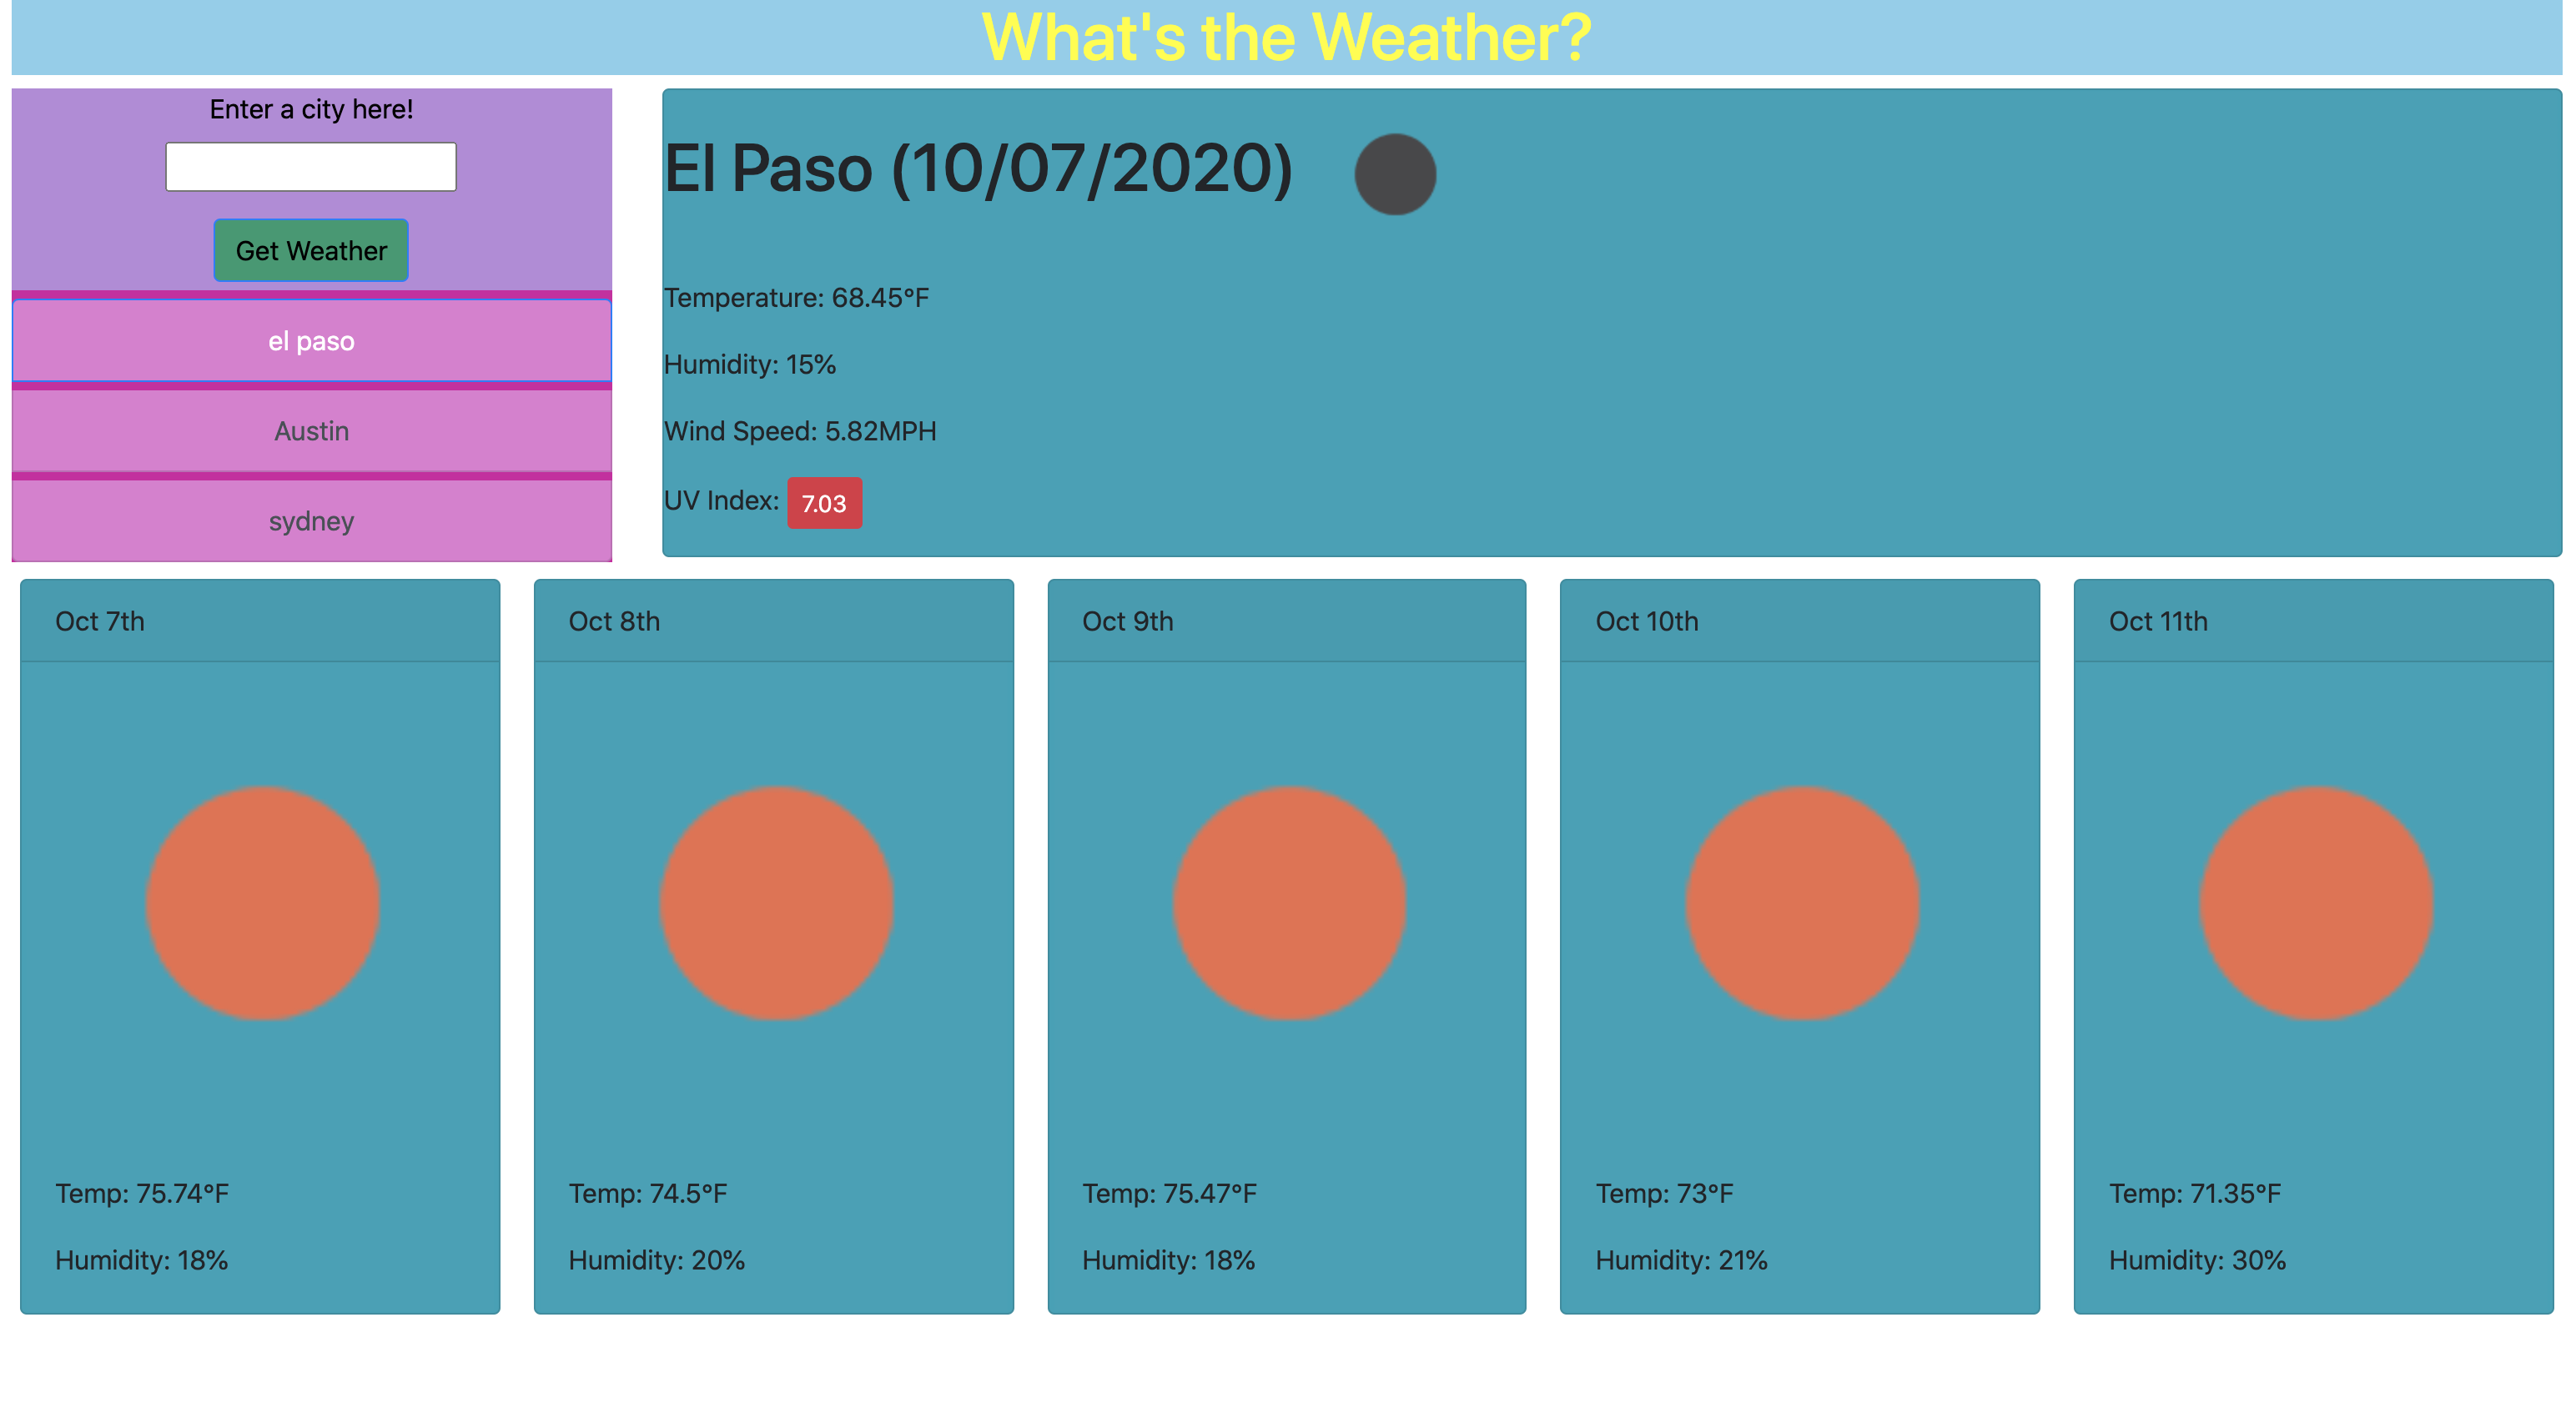 What's the Weather?
Enter a city here!
Get Weather
el paso
Austin
sydney
El Paso (10/07/2020)
Temperature: 68.45°F
Humidity: 15%
Wind Speed: 5.82MPH
UV Index: 7.03
Oct 7th
Temp: 75.74°F
Humidity: 18%
Oct 8th
Temp: 74.5°F
Humidity: 20%
Oct 9th
Temp: 75.47°F
Humidity: 18%
Oct 10th
Temp: 73°F
Humidity: 21%
Oct 11th
Temp: 71.35°F
Humidity: 30%